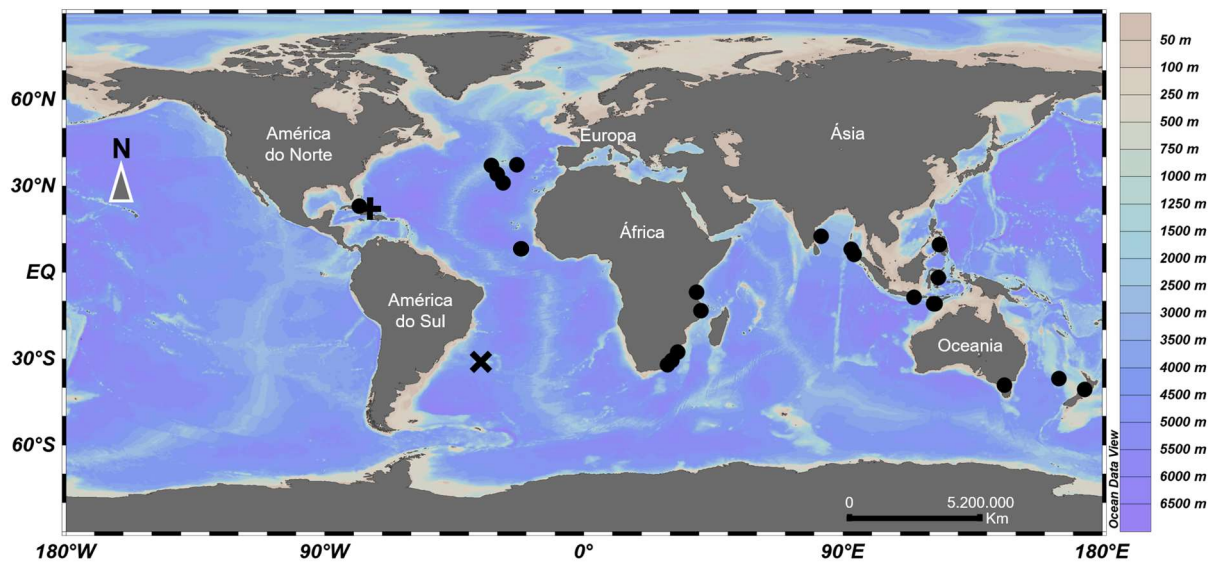 60°N
30°N
EQ
30°S
60°S
180°W
90°W
0°
90°E
180°E
N
América
do Norte
América
do Sul
Europa
África
Ásia
Oceania
0
5.200.000
Km
Ocean Data View
50 m
100 m
250 m
500 m
750 m
1000 m
1250 m
2000 m
2500 m
3000 m
3500 m
4000 m
4500 m
5000 m
5500 m
6000 m
6500 m